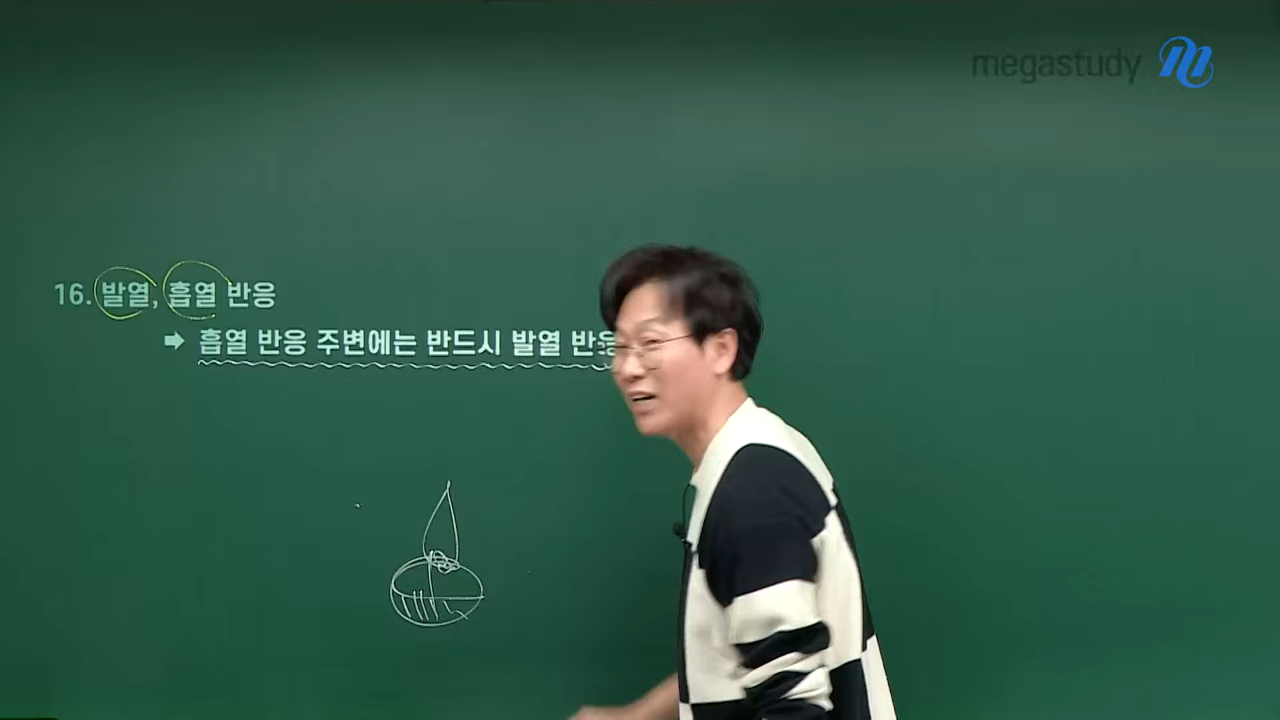 megastudy
16. 발열, 흡열 반응
➡ 흡열 반응 주변에는 반드시 발열 반응